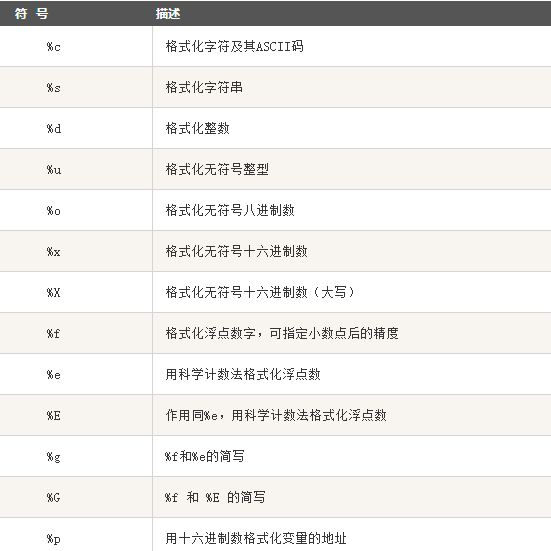 符 号 描述
%c 格式化字符及其ASCII码
%s 格式化字符串
%d 格式化整数
%u 格式化无符号整型
%o 格式化无符号八进制数
%x 格式化无符号十六进制数
%X 格式化无符号十六进制数（大写）
%f 格式化浮点数字，可指定小数点后的精度
%e 用科学计数法格式化浮点数
%E 作用同%e，用科学计数法格式化浮点数
%g %f和%e的简写
%G %f 和 %E 的简写
%p 用十六进制数格式化变量的地址